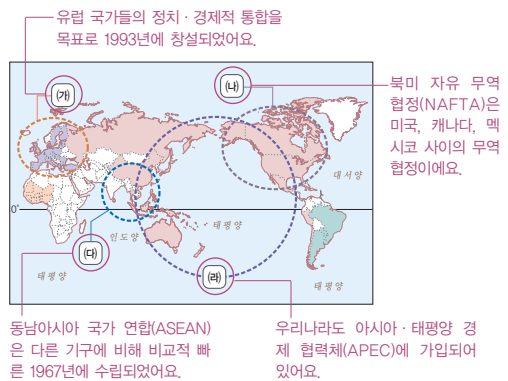 유럽 국가들의 정치·경제적 통합을
목표로 1993년에 창설되었어요.
(가)
(나)
북미 자유 무역
협정(NAFTA)은
미국, 캐나다, 멕
시코 사이의 무역
협정이에요.
대서양
0°
인도양
태평양
(다)
(라)
태평양
태평양
동남아시아 국가 연합(ASEAN)
은 다른 기구에 비해 비교적 빠
른 1967년에 수립되었어요.
우리나라도 아시아·태평양 경
제 협력체(APEC)에 가입되어
있어요.